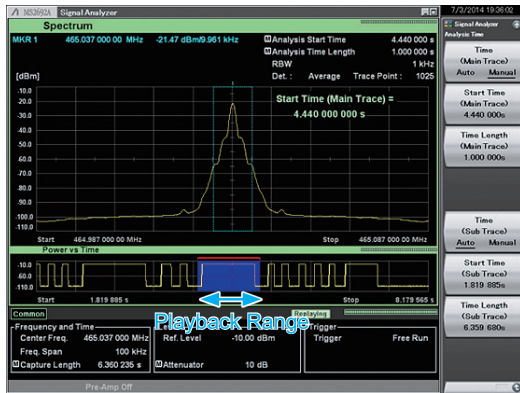 MS2692A Signal Analyzer
7/3/2014 19:36:02
Spectrum
MKR 1 465.037 000 00 MHz -21.47 dBm/9.961 kHz
Analysis Start Time 4.440 000 s
Analysis Time Length 1.000 000 s
RBW 1 kHz
[dBm]
Det. : Average Trace Point : 1025
-10.0
-20.0
-30.0
-40.0
-50.0
-60.0
-70.0
-80.0
-90.0
-100.0
-110.0
Start Time (Main Trace) =
4.440 000 000 s
Start 464.987 000 00 MHz
Stop 465.087 000 00 MHz
Power vs Time
-10.0
-60.0
-110.0
Start 1.819 885 s
Stop 8.179 565 s
Playback Range
Common
Replaying
Frequency and Time
Center Freq. 465.037 000 MHz
Freq. Span 100 kHz
Capture Length 6.360 235 s
Ref. Level -10.00 dBm
Attenuator 10 dB
Trigger
Trigger Free Run
Pre-Amp Off
Signal Analyzer
Analysis Time
Time
(Main Trace)
Auto Manual
Start Time
(Main Trace)
4.440 000s
Time Length
(Main Trace)
1.000 000s
Time
(Sub Trace)
Auto Manual
Start Time
(Sub Trace)
1.819 885s
Time Length
(Sub Trace)
6.359 680s